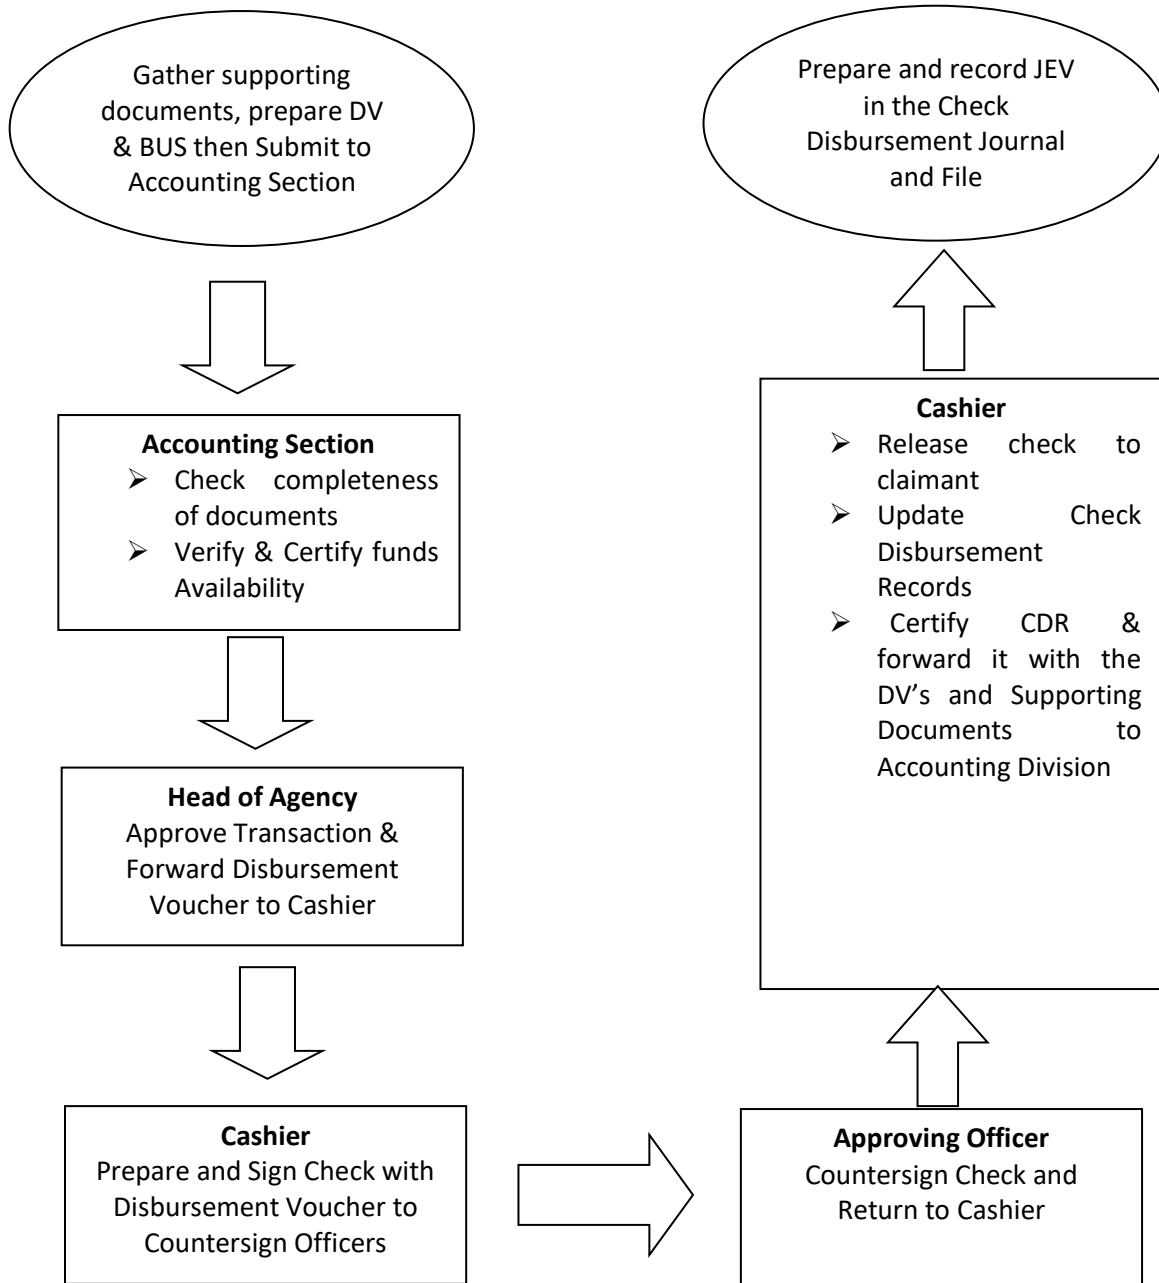 Gather supporting
documents, prepare DV
& BUS then Submit to
Accounting Section
Accounting Section
➢ Check completeness
of documents
➢ Verify & Certify funds
Availability
Head of Agency
Approve Transaction &
Forward Disbursement
Voucher to Cashier
Cashier
Prepare and Sign Check with
Disbursement Voucher to
Countersign Officers
Approving Officer
Countersign Check and
Return to Cashier
Cashier
➢ Release check to
claimant
➢ Update Check
Disbursement
Records
➢ Certify CDR &
forward it with the
DV’s and Supporting
Documents to
Accounting Division
Prepare and record JEV
in the Check
Disbursement Journal
and File